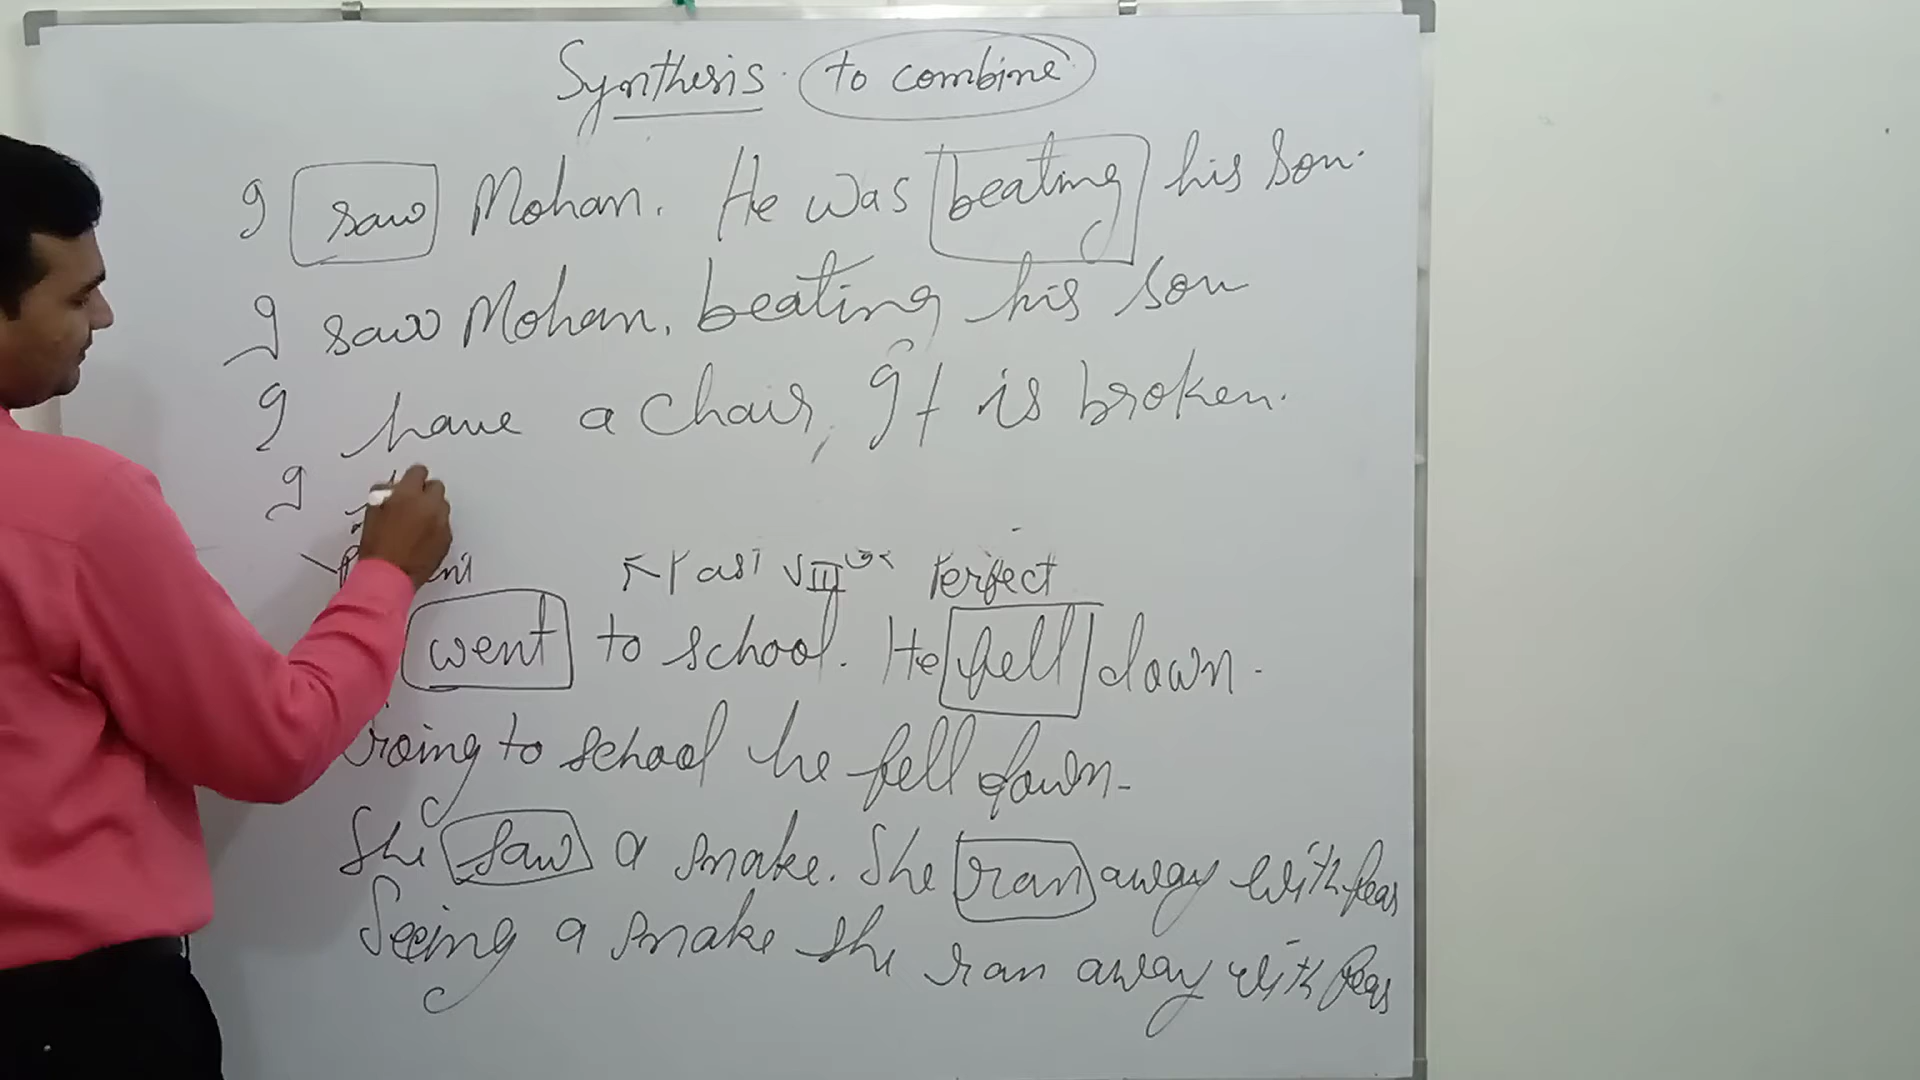 Synthesis. to combine
I saw Mohan. He was beating his son.
I saw Mohan. beating his son
I have a chair, It is broken.
I
Past VIII Perfect
went to school. He fell down.
Going to school he fell down.
She saw a snake. She ran away with fear
Seeing a snake she ran away with fear